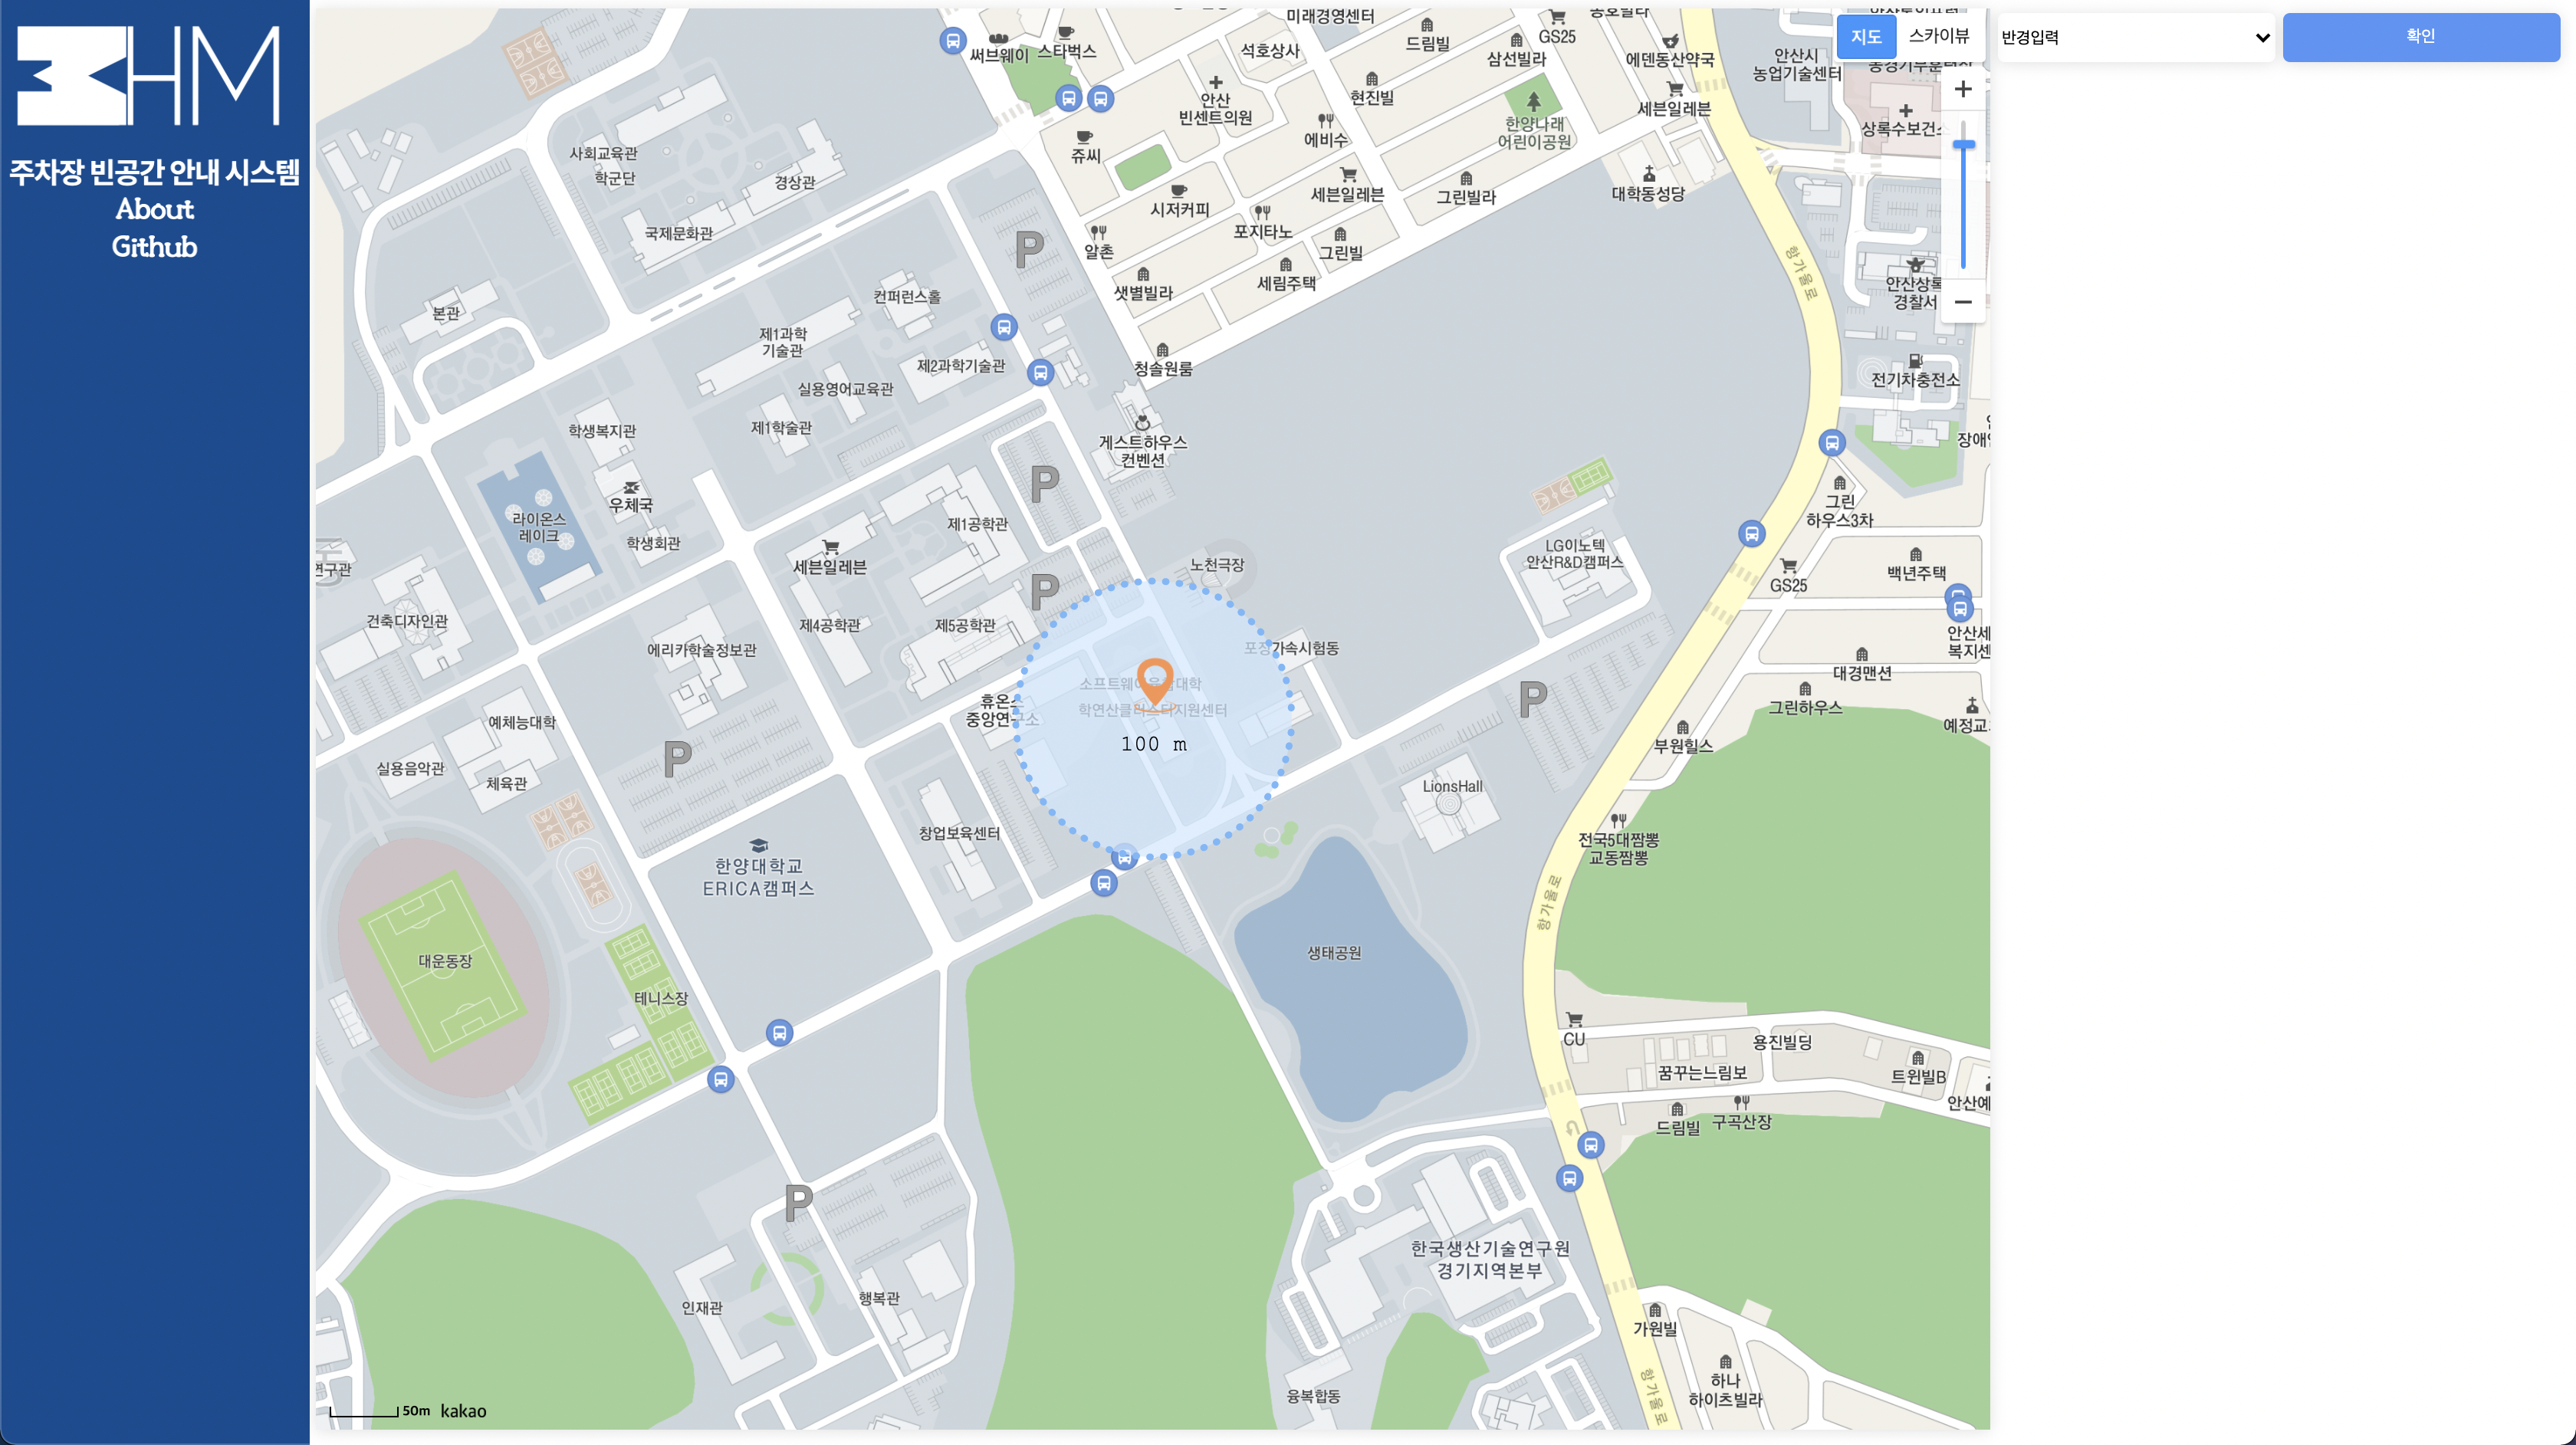 HM
주차장 빈공간 안내 시스템
About
Github
지도
스카이뷰
반경입력
확인
미래경영센터
써브웨이
스타벅스
석호상사
드림빌
GS25
삼선빌라
에덴동산약국
안산시
농업기술센터
현진빌
세븐일레븐
안산
빈센트의원
에비수
한양나래
어린이공원
상록수보건소
쥬씨
사회교육관
학군단
경상관
시저커피
세븐일레븐
그린빌라
대학동성당
국제문화관
P
알촌
포지타노
그린빌
세림주택
샛별빌라
항가울로
안산상록
경찰서
본관
컨퍼런스홀
제1과학
기술관
제2과학기술관
청솔원룸
실용영어교육관
전기차충전소
학생복지관
제1학술관
게스트하우스
컨벤션
P
우체국
라이온스
레이크
제1공학관
학생회관
세븐일레븐
노천극장
LG이노텍
안산R&D캠퍼스
그린
하우스3차
GS25
백년주택
연구관
P
건축디자인관
제4공학관
제5공학관
에리카학술정보관
포장가속시험동
안산세
복지센
대경맨션
소프트웨어융합대학
학연산클러스터지원센터
100 m
휴온스
중앙연구소
P
그린하우스
예정교
예체능대학
부원힐스
P
실용음악관
체육관
LionsHall
창업보육센터
전국5대짬뽕
교동짬뽕
한양대학교
ERICA캠퍼스
항가울로
대운동장
생태공원
테니스장
CU
용진빌딩
꿈꾸는느림보
트윈빌B
안산예
드림빌
구곡산장
P
한국생산기술연구원
경기지역본부
인재관
행복관
가원빌
하나
하이츠빌라
항가울로
융복합동
50m
kakao